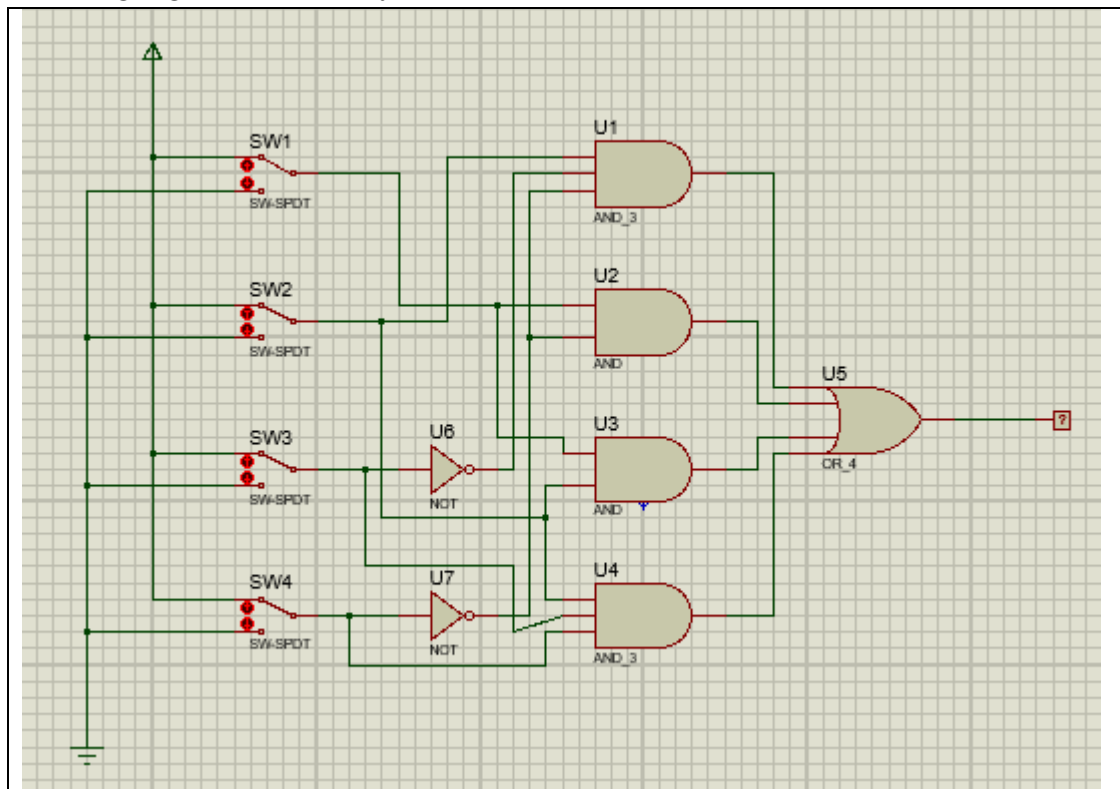 SW1
SW-SPDT
U1
AND_3
SW2
SW-SPDT
U2
AND
SW3
SW-SPDT
U6
NOT
U3
AND
U5
OR_4
?
SW4
SW-SPDT
U7
NOT
U4
AND_3